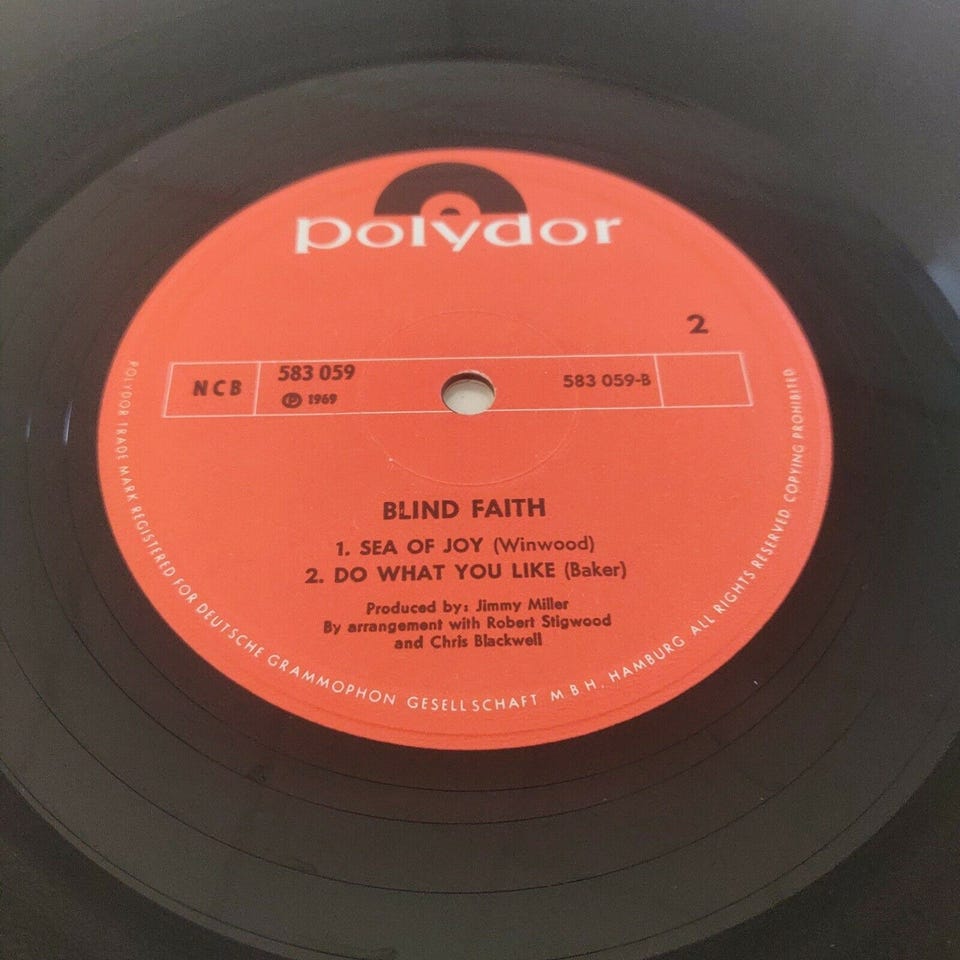 polydor
2
NCB
583 059
Ⓟ 1969
583 059-B
BLIND FAITH
1. SEA OF JOY (Winwood)
2. DO WHAT YOU LIKE (Baker)
Produced by: Jimmy Miller
By arrangement with Robert Stigwood
and Chris Blackwell
POLYDOR TRADE MARK REGISTERED FOR DEUTSCHE GRAMMOPHON GESELLSCHAFT M.B.H. HAMBURG ALL RIGHTS RESERVED COPYING PROHIBITED